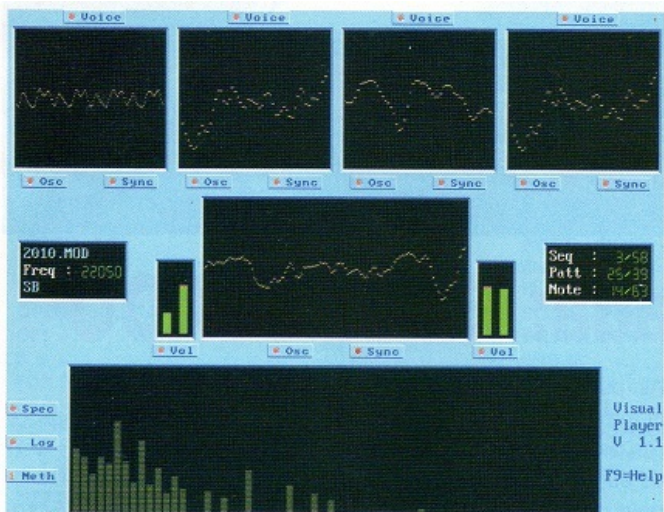 Voice Voice Voice Voice
Osc Sync Osc Sync Osc Sync Osc Sync
2010.MOD
Freq : 22050
SB
Seq : 3/58
Patt : 25/39
Note : 14/63
Vol Osc Sync Vol
Spec
Log
Meth
Visual
Player
V 1.1
F9=Help